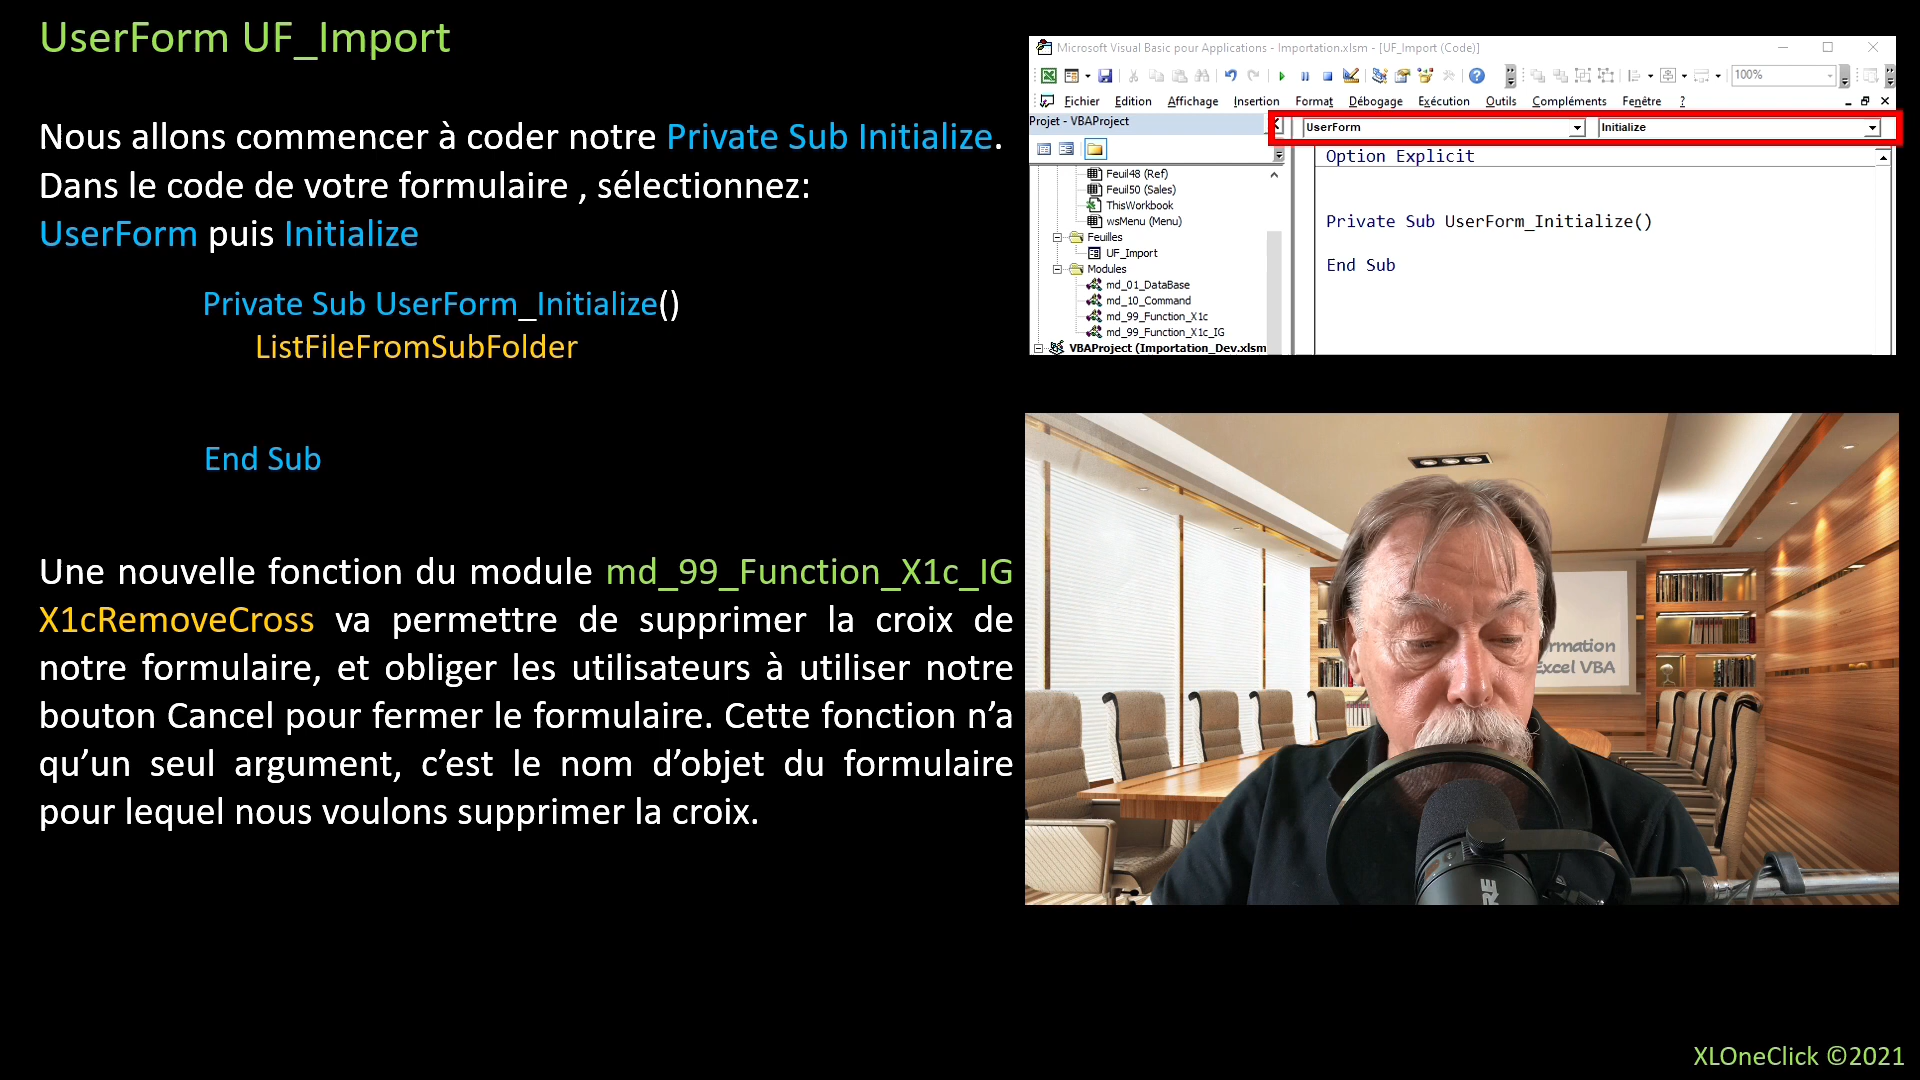 UserForm UF_Import
Nous allons commencer à coder notre Private Sub Initialize.
Dans le code de votre formulaire , sélectionnez:
UserForm puis Initialize
Private Sub UserForm_Initialize()
ListFileFromSubFolder
End Sub
Une nouvelle fonction du module md_99_Function_X1c_IG
X1cRemoveCross va permettre de supprimer la croix de
notre formulaire, et obliger les utilisateurs à utiliser notre
bouton Cancel pour fermer le formulaire. Cette fonction n’a
qu’un seul argument, c’est le nom d’objet du formulaire
pour lequel nous voulons supprimer la croix.
Microsoft Visual Basic pour Applications - Importation.xlsm - [UF_Import (Code)]
100%
Fichier Edition Affichage Insertion Format Débogage Exécution Outils Compléments Fenêtre ?
Projet - VBAProject
UserForm Initialize
Feuil48 (Ref)
Feuil50 (Sales)
ThisWorkbook
wsMenu (Menu)
Feuilles
UF_Import
Modules
md_01_DataBase
md_10_Command
md_99_Function_X1c
md_99_Function_X1c_IG
VBAProject (Importation_Dev.xlsm
Option Explicit
Private Sub UserForm_Initialize()
End Sub
rmation
Excel VBA
XLOneClick ©2021